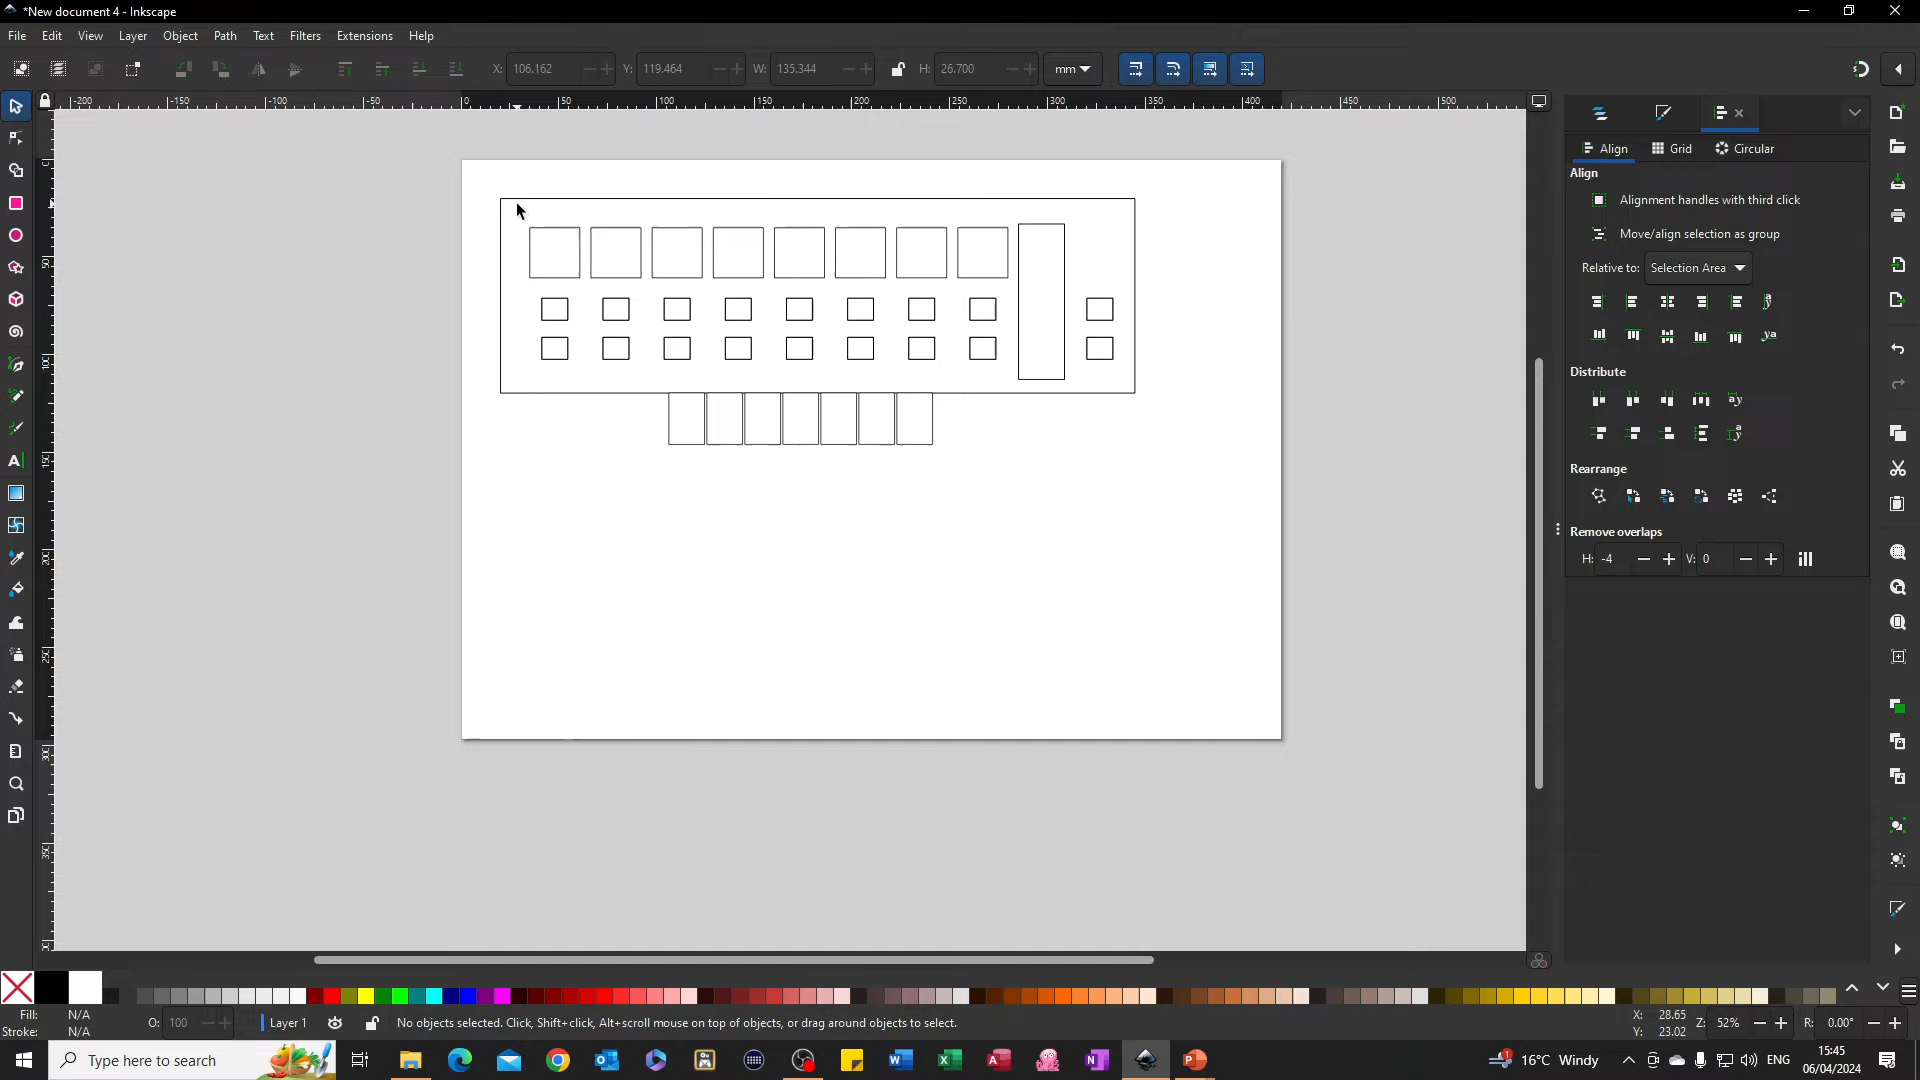 *New document 4 - Inkscape
File Edit View Layer Object Path Text Filters Extensions Help
X: 106.162 Y: 119.464 W: 135.344 H: 26.700 mm
-200 -150 -100 -50 0 50 100 150 200 250 300 350 400 450 500
Align Grid Circular
Align
Alignment handles with third click
Move/align selection as group
Relative to: Selection Area
Distribute
Rearrange
Remove overlaps
H: -4 V: 0
Fill: N/A
Stroke: N/A
O: 100
Layer 1
No objects selected. Click, Shift+click, Alt+scroll mouse on top of objects, or drag around objects to select.
X: 28.65
Y: 23.02
Z: 52%
R: 0.00°
Type here to search
16°C Windy
ENG
15:45
06/04/2024